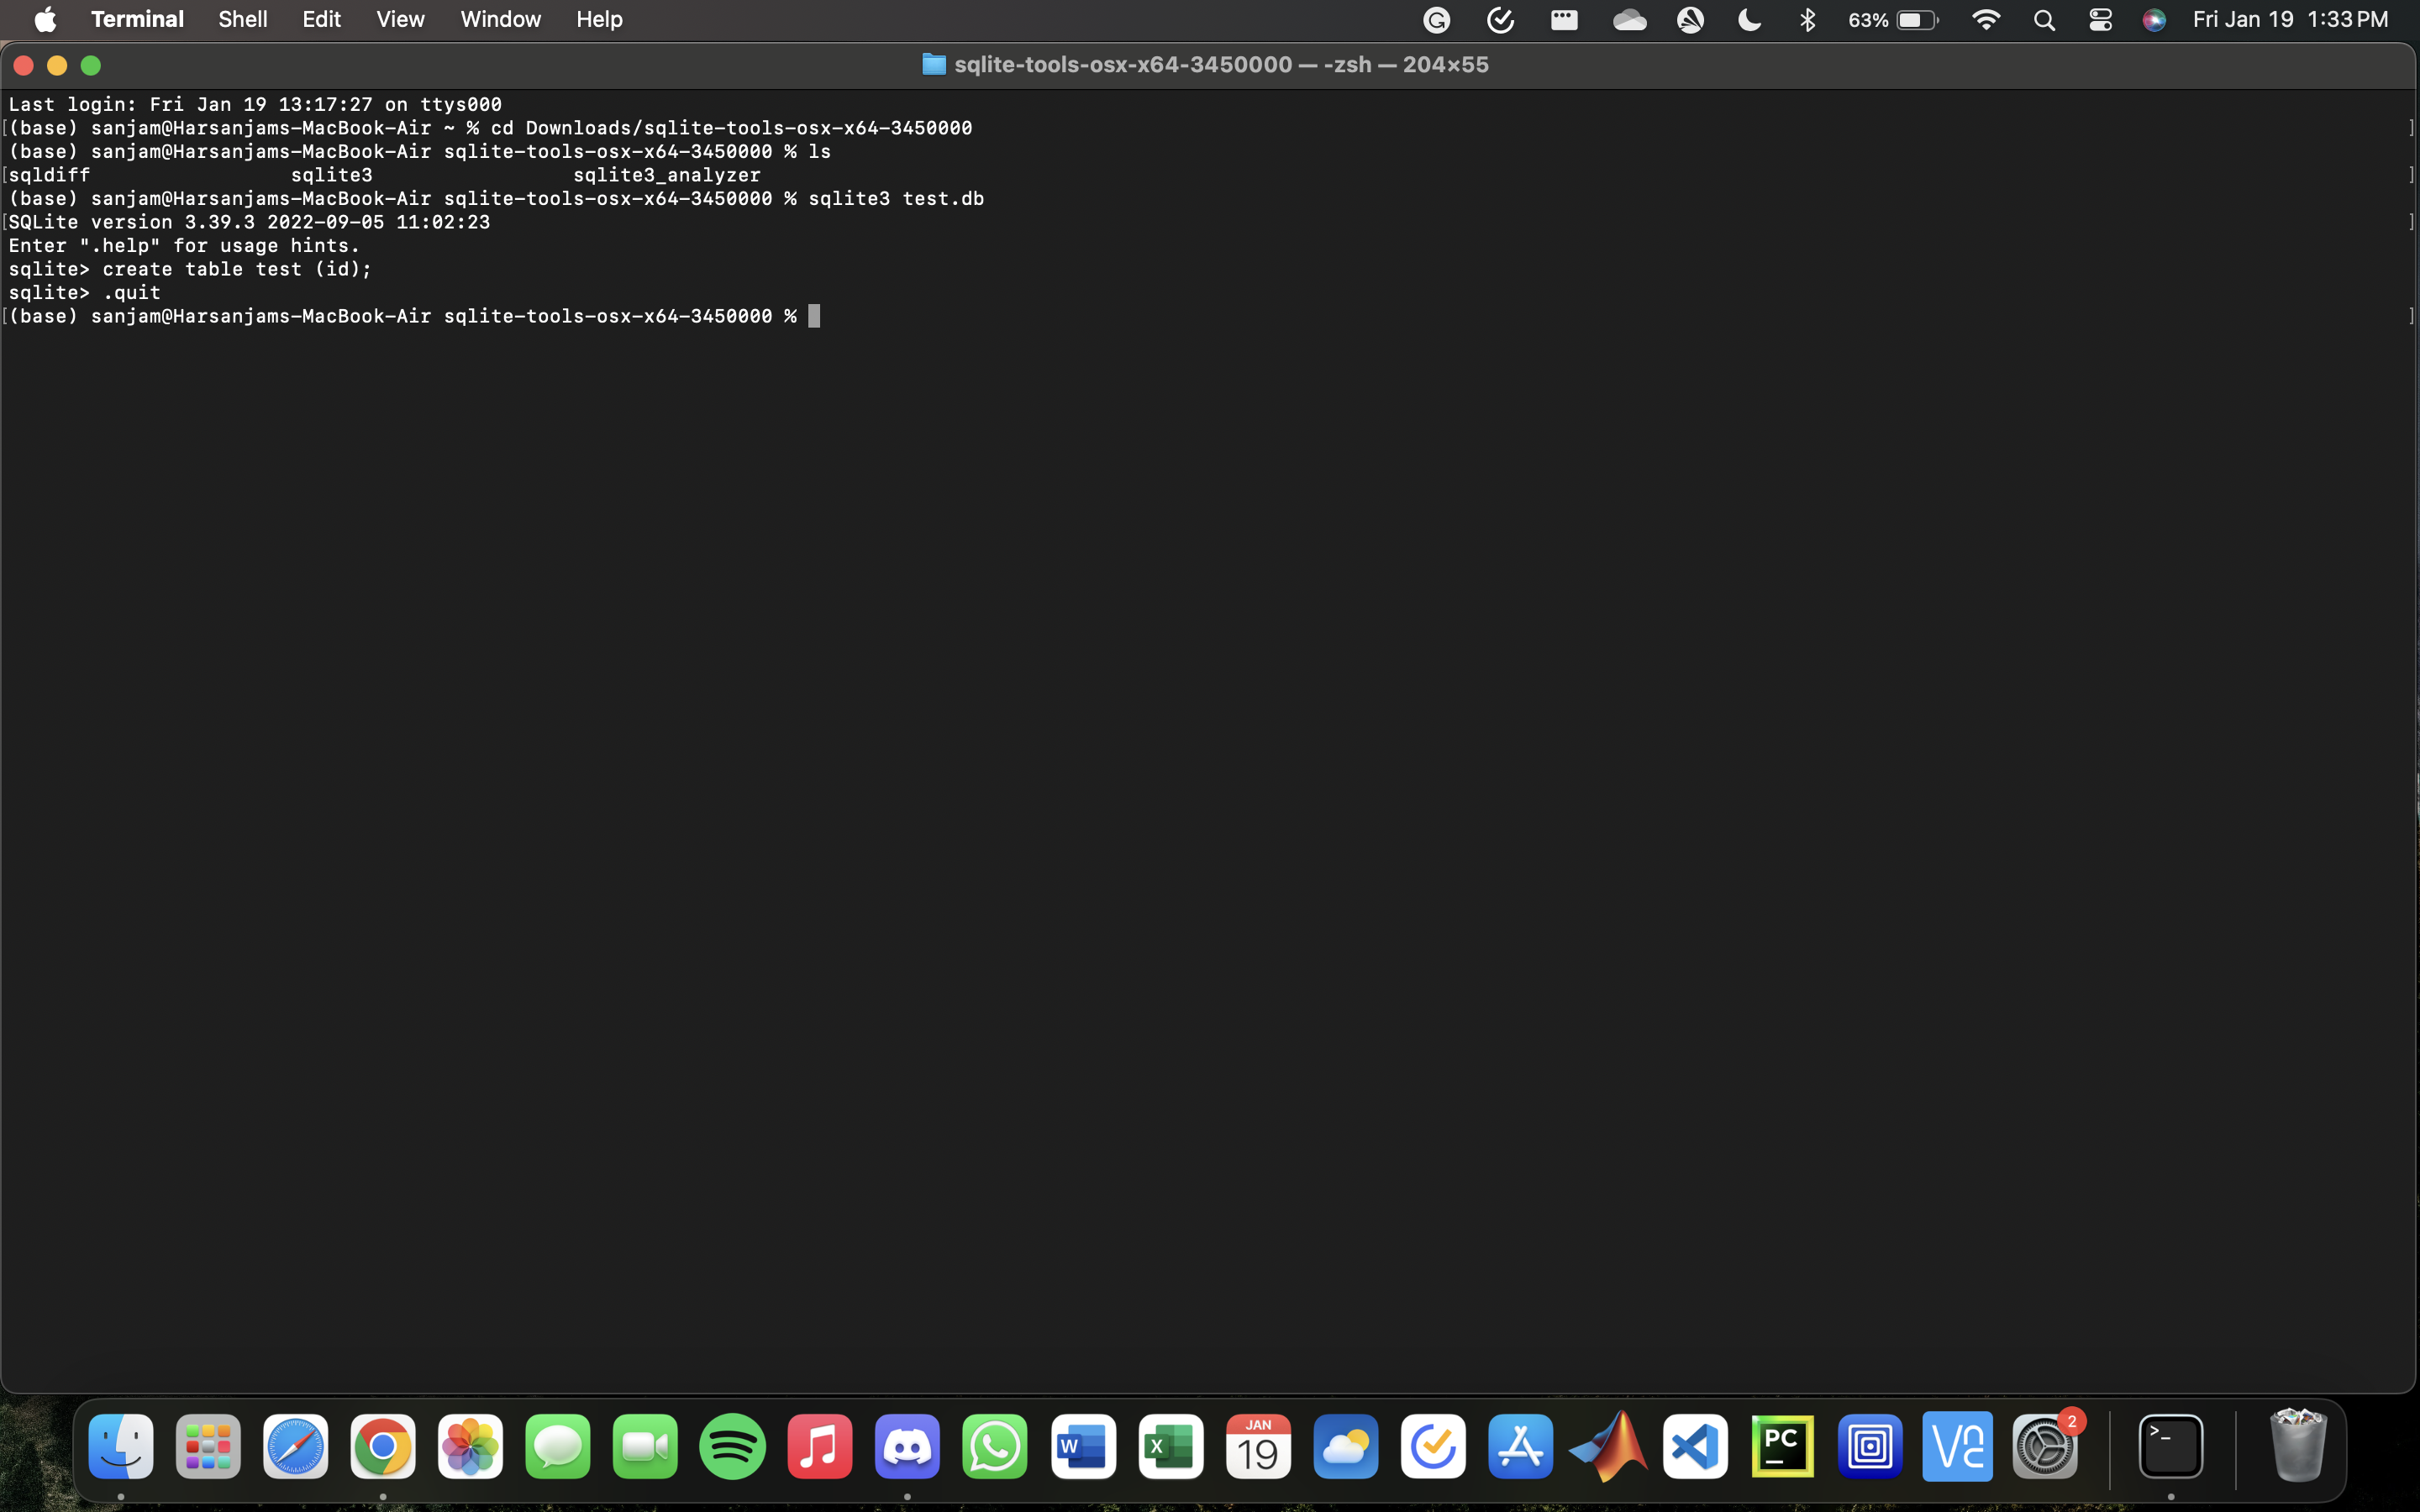 Terminal Shell Edit View Window Help 63% Fri Jan 19 1:33 PM
sqlite-tools-osx-x64-3450000 — -zsh — 204×55
Last login: Fri Jan 19 13:17:27 on ttys000
[(base) sanjam@Harsanjams-MacBook-Air ~ % cd Downloads/sqlite-tools-osx-x64-3450000 ]
(base) sanjam@Harsanjams-MacBook-Air sqlite-tools-osx-x64-3450000 % ls
[sqldiff sqlite3 sqlite3_analyzer ]
(base) sanjam@Harsanjams-MacBook-Air sqlite-tools-osx-x64-3450000 % sqlite3 test.db
[SQLite version 3.39.3 2022-09-05 11:02:23 ]
Enter ".help" for usage hints.
sqlite> create table test (id);
sqlite> .quit
[(base) sanjam@Harsanjams-MacBook-Air sqlite-tools-osx-x64-3450000 % ]
W X JAN 19 PC V2 2 >_